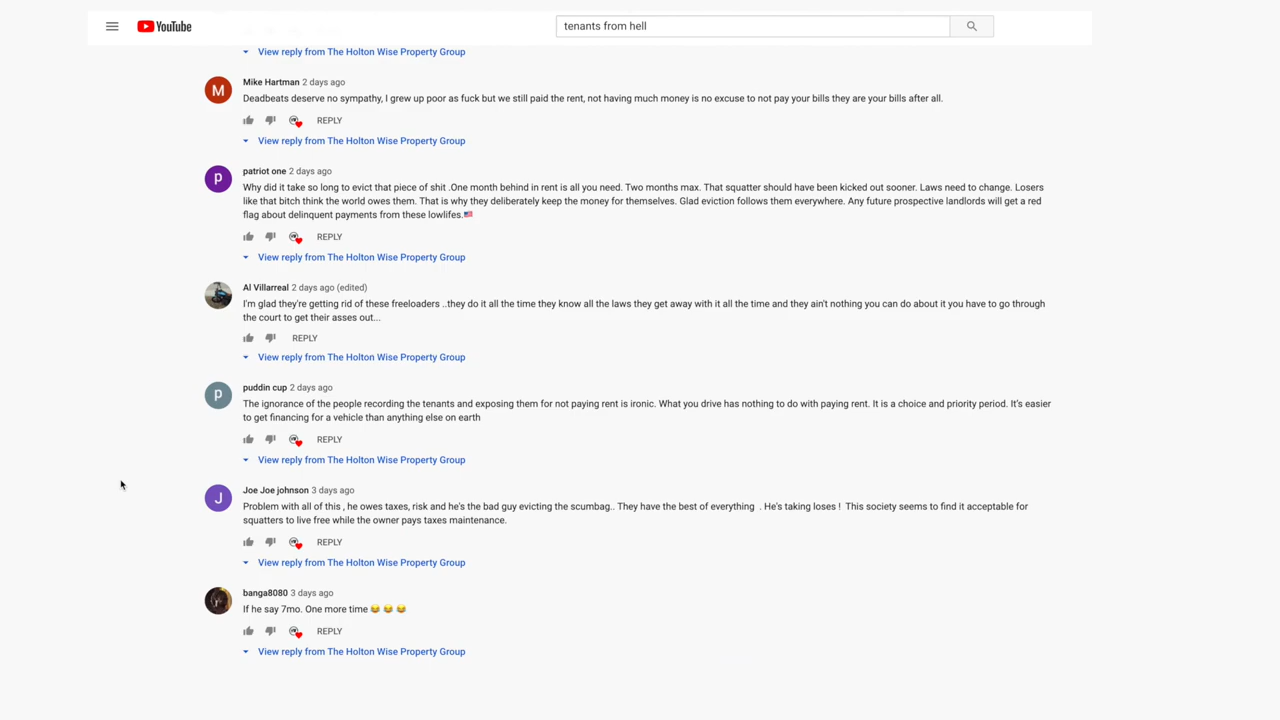 YouTube
tenants from hell
View reply from The Holton Wise Property Group
Mike Hartman 2 days ago
Deadbeats deserve no sympathy, I grew up poor as fuck but we still paid the rent, not having much money is no excuse to not pay your bills they are your bills after all.
REPLY
View reply from The Holton Wise Property Group
patriot one 2 days ago
Why did it take so long to evict that piece of shit .One month behind in rent is all you need. Two months max. That squatter should have been kicked out sooner. Laws need to change. Losers
like that bitch think the world owes them. That is why they deliberately keep the money for themselves. Glad eviction follows them everywhere. Any future prospective landlords will get a red
flag about delinquent payments from these lowlifes.🇺🇸
REPLY
View reply from The Holton Wise Property Group
Al Villarreal 2 days ago (edited)
I'm glad they're getting rid of these freeloaders ..they do it all the time they know all the laws they get away with it all the time and they ain't nothing you can do about it you have to go through
the court to get their asses out...
REPLY
View reply from The Holton Wise Property Group
puddin cup 2 days ago
The ignorance of the people recording the tenants and exposing them for not paying rent is ironic. What you drive has nothing to do with paying rent. It is a choice and priority period. It's easier
to get financing for a vehicle than anything else on earth
REPLY
View reply from The Holton Wise Property Group
Joe Joe johnson 3 days ago
Problem with all of this , he owes taxes, risk and he's the bad guy evicting the scumbag.. They have the best of everything  . He's taking loses !  This society seems to find it acceptable for
squatters to live free while the owner pays taxes maintenance.
REPLY
View reply from The Holton Wise Property Group
banga8080 3 days ago
If he say 7mo. One more time 😂 😂 😂
REPLY
View reply from The Holton Wise Property Group